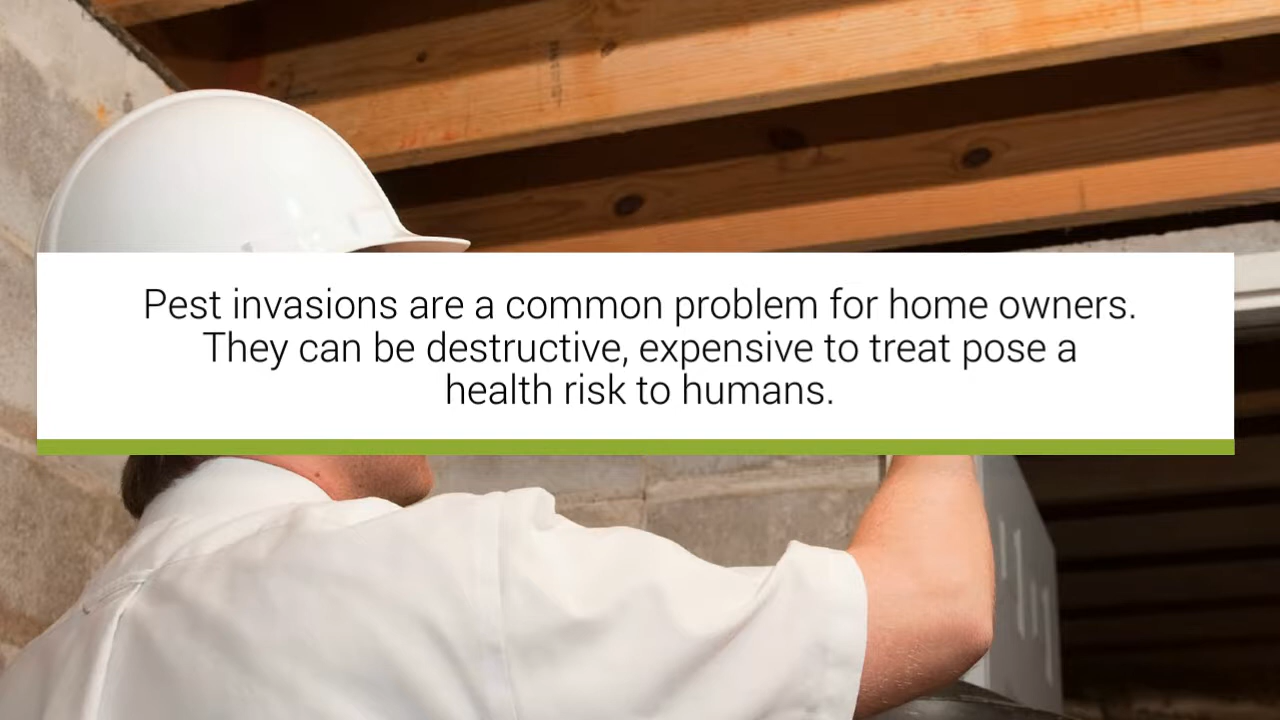 Pest invasions are a common problem for home owners.
They can be destructive, expensive to treat pose a
health risk to humans.